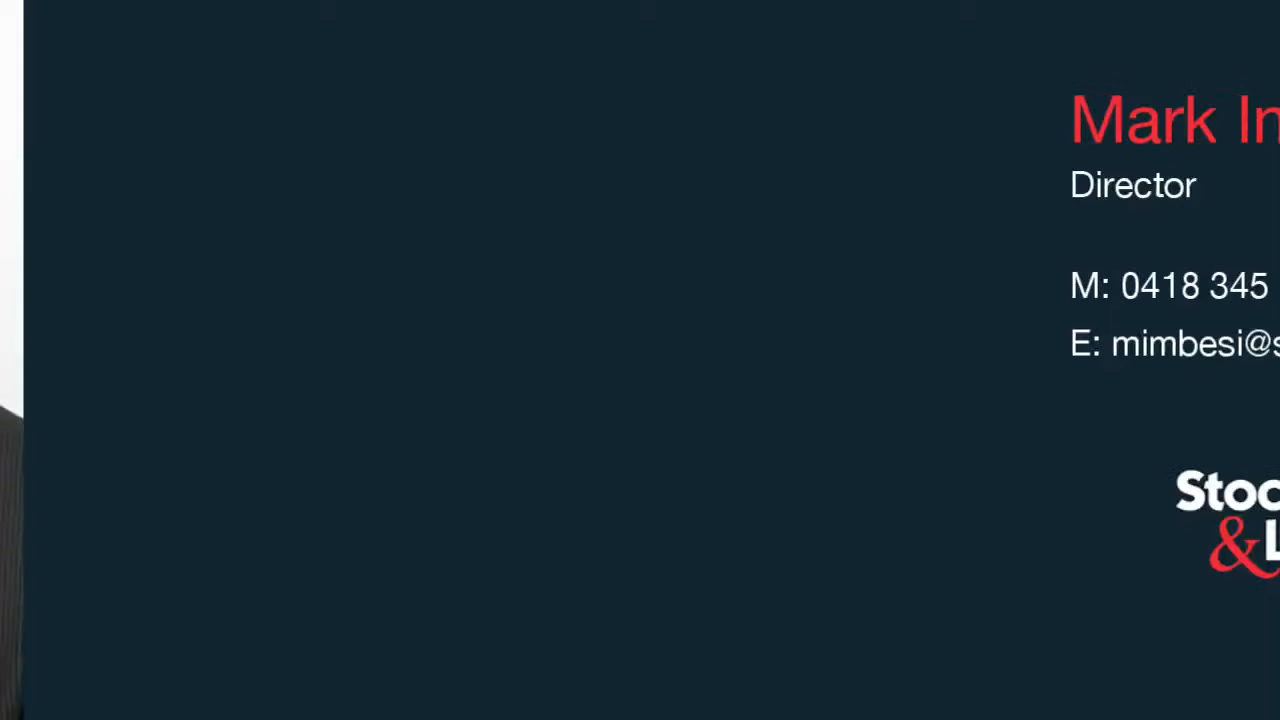 Mark In
Director
M: 0418 345
E: mimbesi@s
Stoc
& L